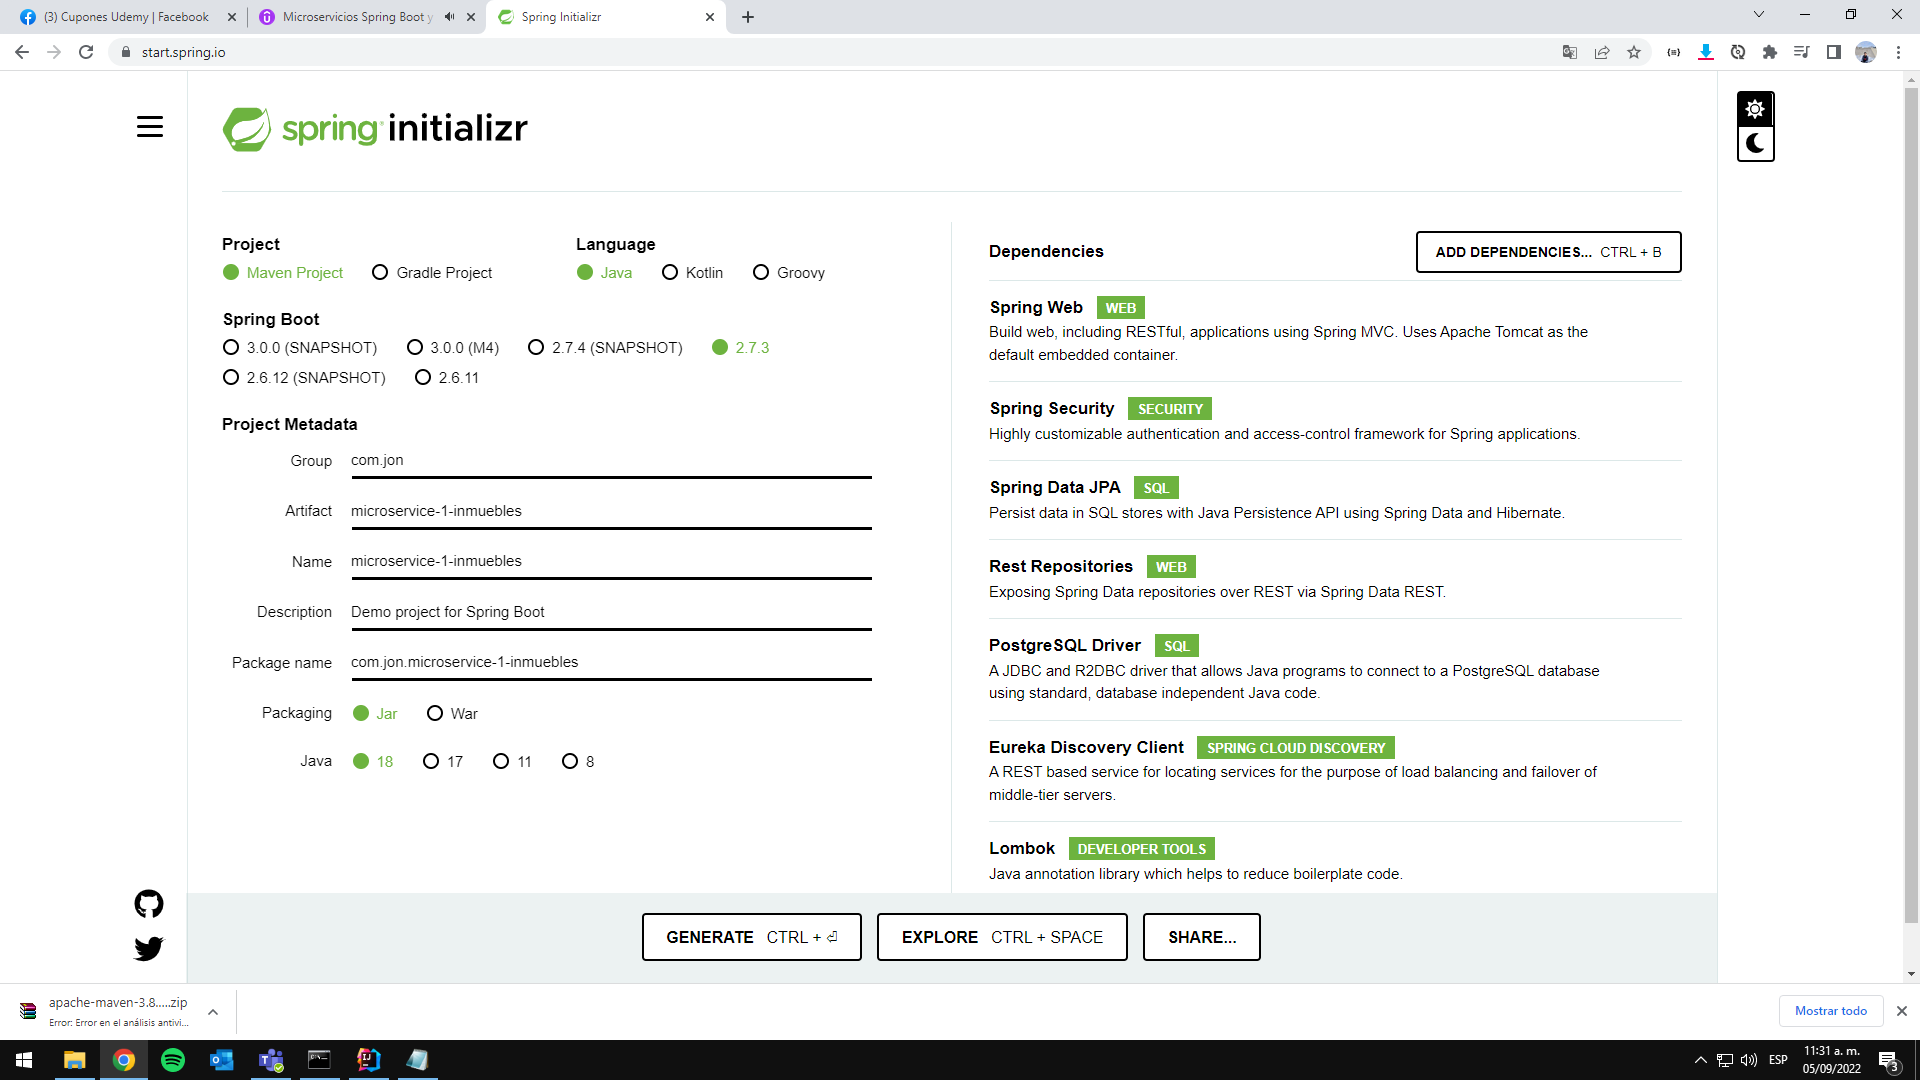 (3) Cupones Udemy | Facebook
Microservicios Spring Boot y
Spring Initializr
start.spring.io
spring initializr
Project
Maven Project
Gradle Project
Language
Java
Kotlin
Groovy
Spring Boot
3.0.0 (SNAPSHOT)
3.0.0 (M4)
2.7.4 (SNAPSHOT)
2.7.3
2.6.12 (SNAPSHOT)
2.6.11
Project Metadata
Group
com.jon
Artifact
microservice-1-inmuebles
Name
microservice-1-inmuebles
Description
Demo project for Spring Boot
Package name
com.jon.microservice-1-inmuebles
Packaging
Jar
War
Java
18
17
11
8
Dependencies
ADD DEPENDENCIES... CTRL + B
Spring Web WEB
Build web, including RESTful, applications using Spring MVC. Uses Apache Tomcat as the
default embedded container.
Spring Security SECURITY
Highly customizable authentication and access-control framework for Spring applications.
Spring Data JPA SQL
Persist data in SQL stores with Java Persistence API using Spring Data and Hibernate.
Rest Repositories WEB
Exposing Spring Data repositories over REST via Spring Data REST.
PostgreSQL Driver SQL
A JDBC and R2DBC driver that allows Java programs to connect to a PostgreSQL database
using standard, database independent Java code.
Eureka Discovery Client SPRING CLOUD DISCOVERY
A REST based service for locating services for the purpose of load balancing and failover of
middle-tier servers.
Lombok DEVELOPER TOOLS
Java annotation library which helps to reduce boilerplate code.
GENERATE CTRL + ⏎
EXPLORE CTRL + SPACE
SHARE...
apache-maven-3.8.....zip
Error: Error en el análisis antivi...
Mostrar todo
ESP
11:31 a. m.
05/09/2022
3